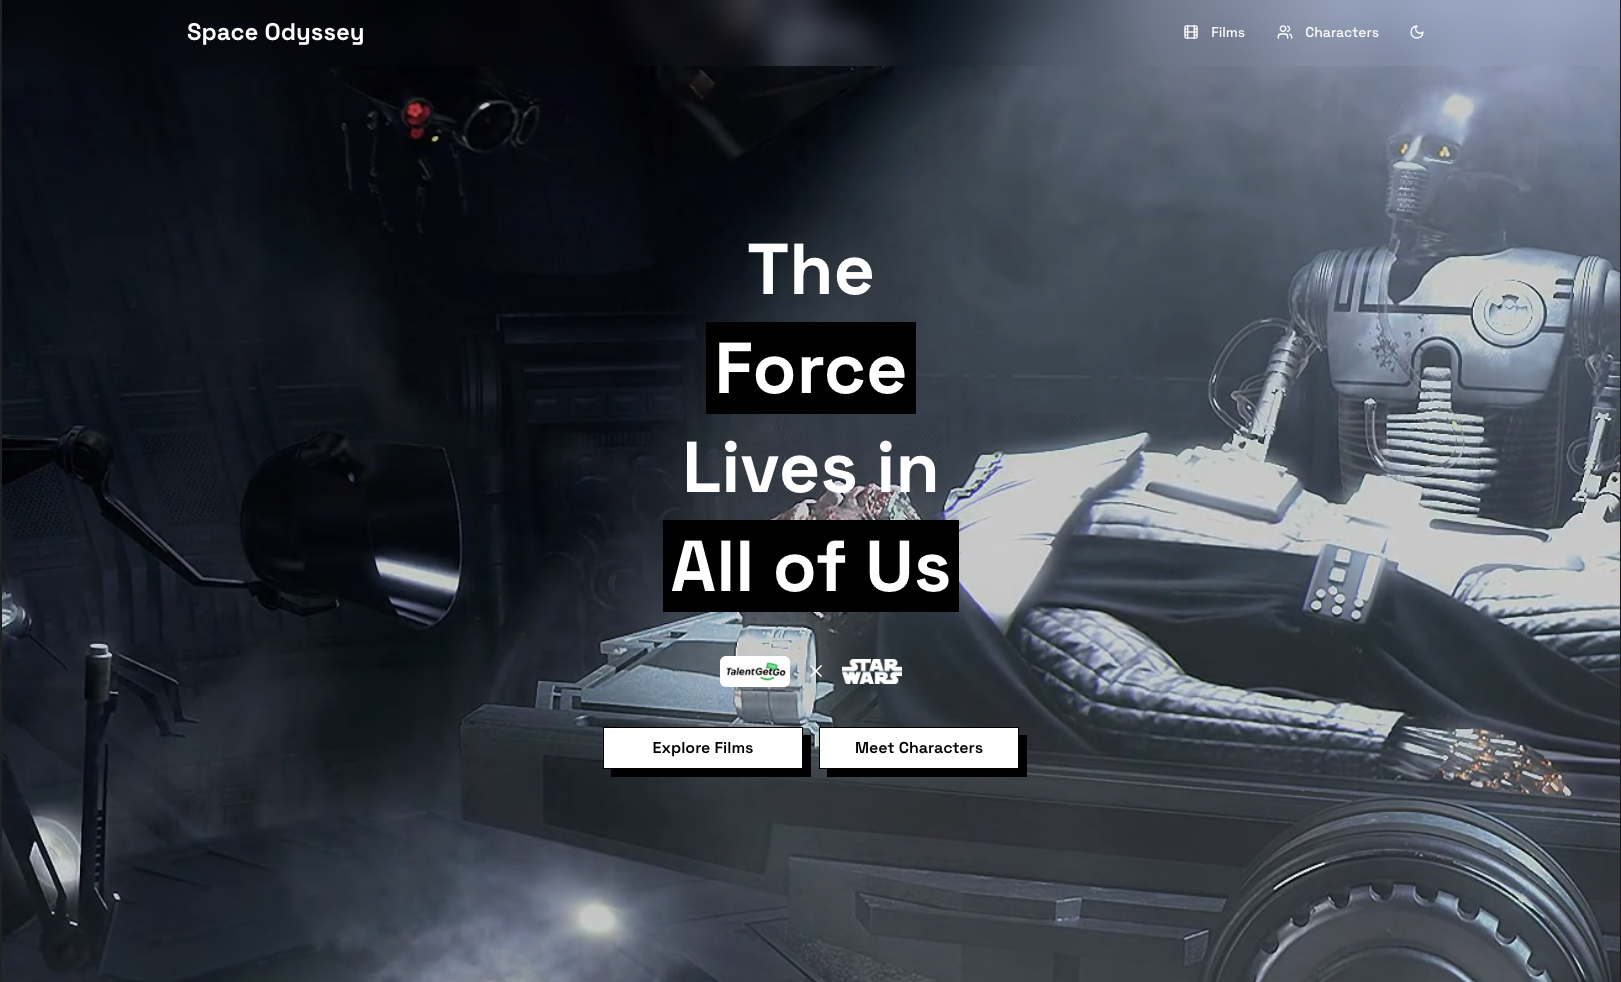 Space Odyssey
Films
Characters
The
Force
Lives in
All of Us
TalentGetGo
STAR
WARS
Explore Films
Meet Characters